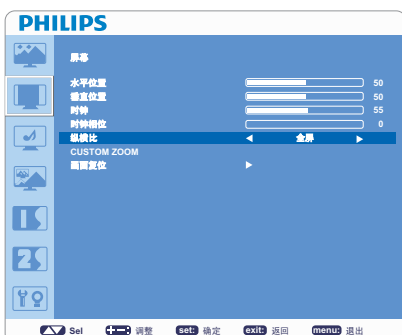 PHILIPS
屏幕
水平位置 50
垂直位置 50
时钟 55
时钟相位 0
纵横比 全屏
CUSTOM ZOOM
画面复位
Sel 调整 set: 确定 exit: 返回 menu: 退出